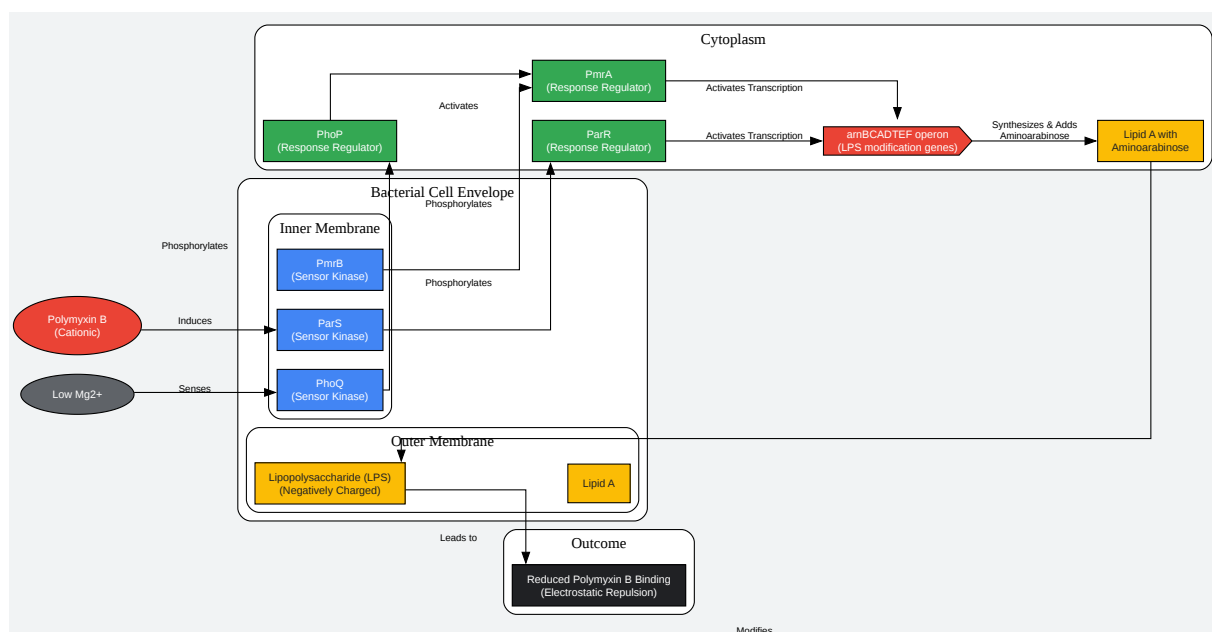 Cytoplasm
PmrA
(Response Regulator)
Activates Transcription
Activates
PhoP
(Response Regulator)
ParR
(Response Regulator)
Activates Transcription
arnBCADTEF operon
(LPS modification genes)
Synthesizes & Adds
Aminoarabinose
Lipid A with
Aminoarabinose
Bacterial Cell Envelope
Phosphorylates
Inner Membrane
Phosphorylates
PmrB
(Sensor Kinase)
Phosphorylates
Polymyxin B
(Cationic)
Induces
ParS
(Sensor Kinase)
Low Mg2+
Senses
PhoQ
(Sensor Kinase)
Outer Membrane
Lipopolysaccharide (LPS)
(Negatively Charged)
Lipid A
Leads to
Outcome
Reduced Polymyxin B Binding
(Electrostatic Repulsion)
Modifies